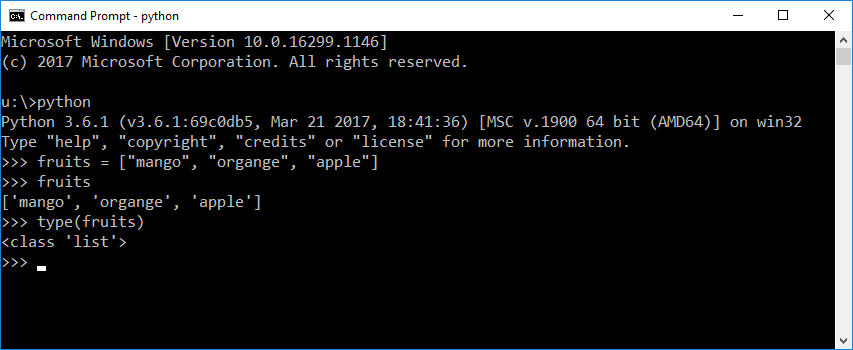 Command Prompt - python
Microsoft Windows [Version 10.0.16299.1146]
(c) 2017 Microsoft Corporation. All rights reserved.
u:\>python
Python 3.6.1 (v3.6.1:69c0db5, Mar 21 2017, 18:41:36) [MSC v.1900 64 bit (AMD64)] on win32
Type "help", "copyright", "credits" or "license" for more information.
>>> fruits = ["mango", "organge", "apple"]
>>> fruits
['mango', 'organge', 'apple']
>>> type(fruits)
<class 'list'>
>>>